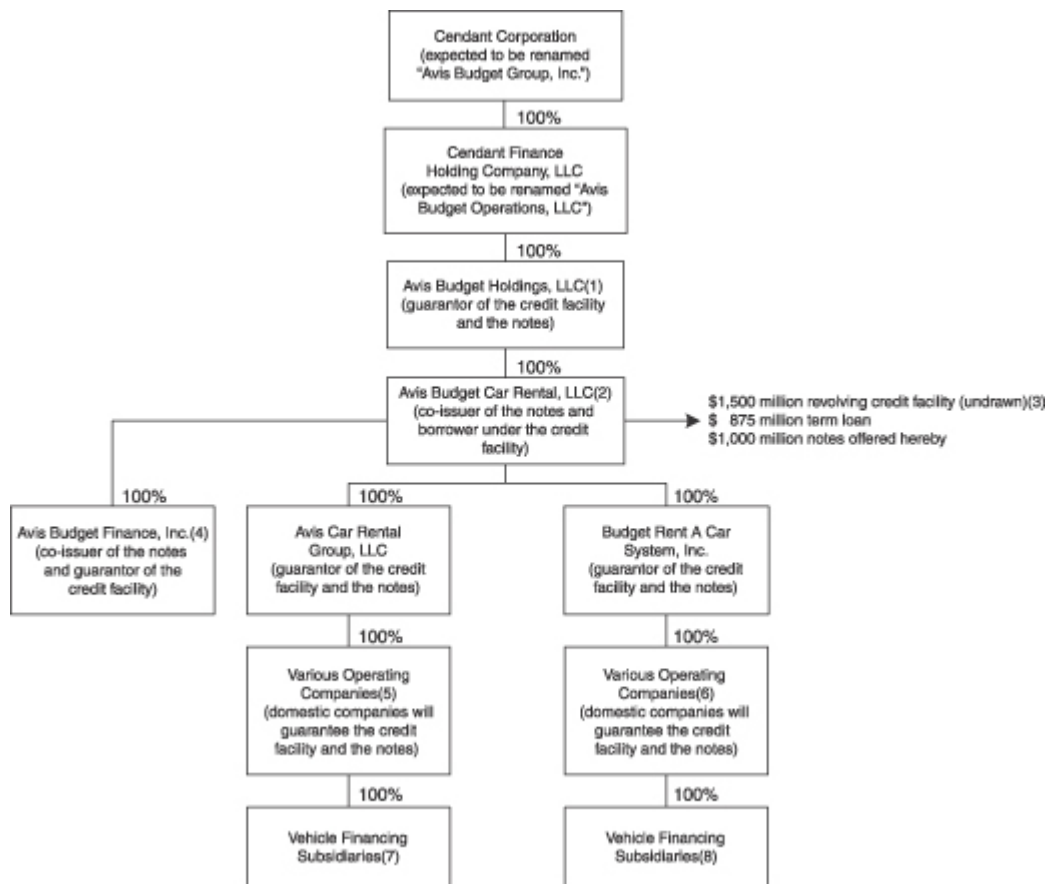 Cendant Corporation
(expected to be renamed
"Avis Budget Group, Inc.")
100%
Cendant Finance
Holding Company, LLC
(expected to be renamed "Avis
Budget Operations, LLC")
100%
Avis Budget Holdings, LLC(1)
(guarantor of the credit facility
and the notes)
100%
Avis Budget Car Rental, LLC(2)
(co-issuer of the notes and
borrower under the credit
facility)
$1,500 million revolving credit facility (undrawn)(3)
$ 875 million term loan
$1,000 million notes offered hereby
100%
Avis Budget Finance, Inc.(4)
(co-issuer of the notes
and guarantor of the
credit facility)
100%
Avis Car Rental
Group, LLC
(guarantor of the credit
facility and the notes)
100%
Budget Rent A Car
System, Inc.
(guarantor of the credit
facility and the notes)
100%
Various Operating
Companies(5)
(domestic companies will
guarantee the credit
facility and the notes)
100%
Various Operating
Companies(6)
(domestic companies will
guarantee the credit
facility and the notes)
100%
Vehicle Financing
Subsidiaries(7)
100%
Vehicle Financing
Subsidiaries(8)